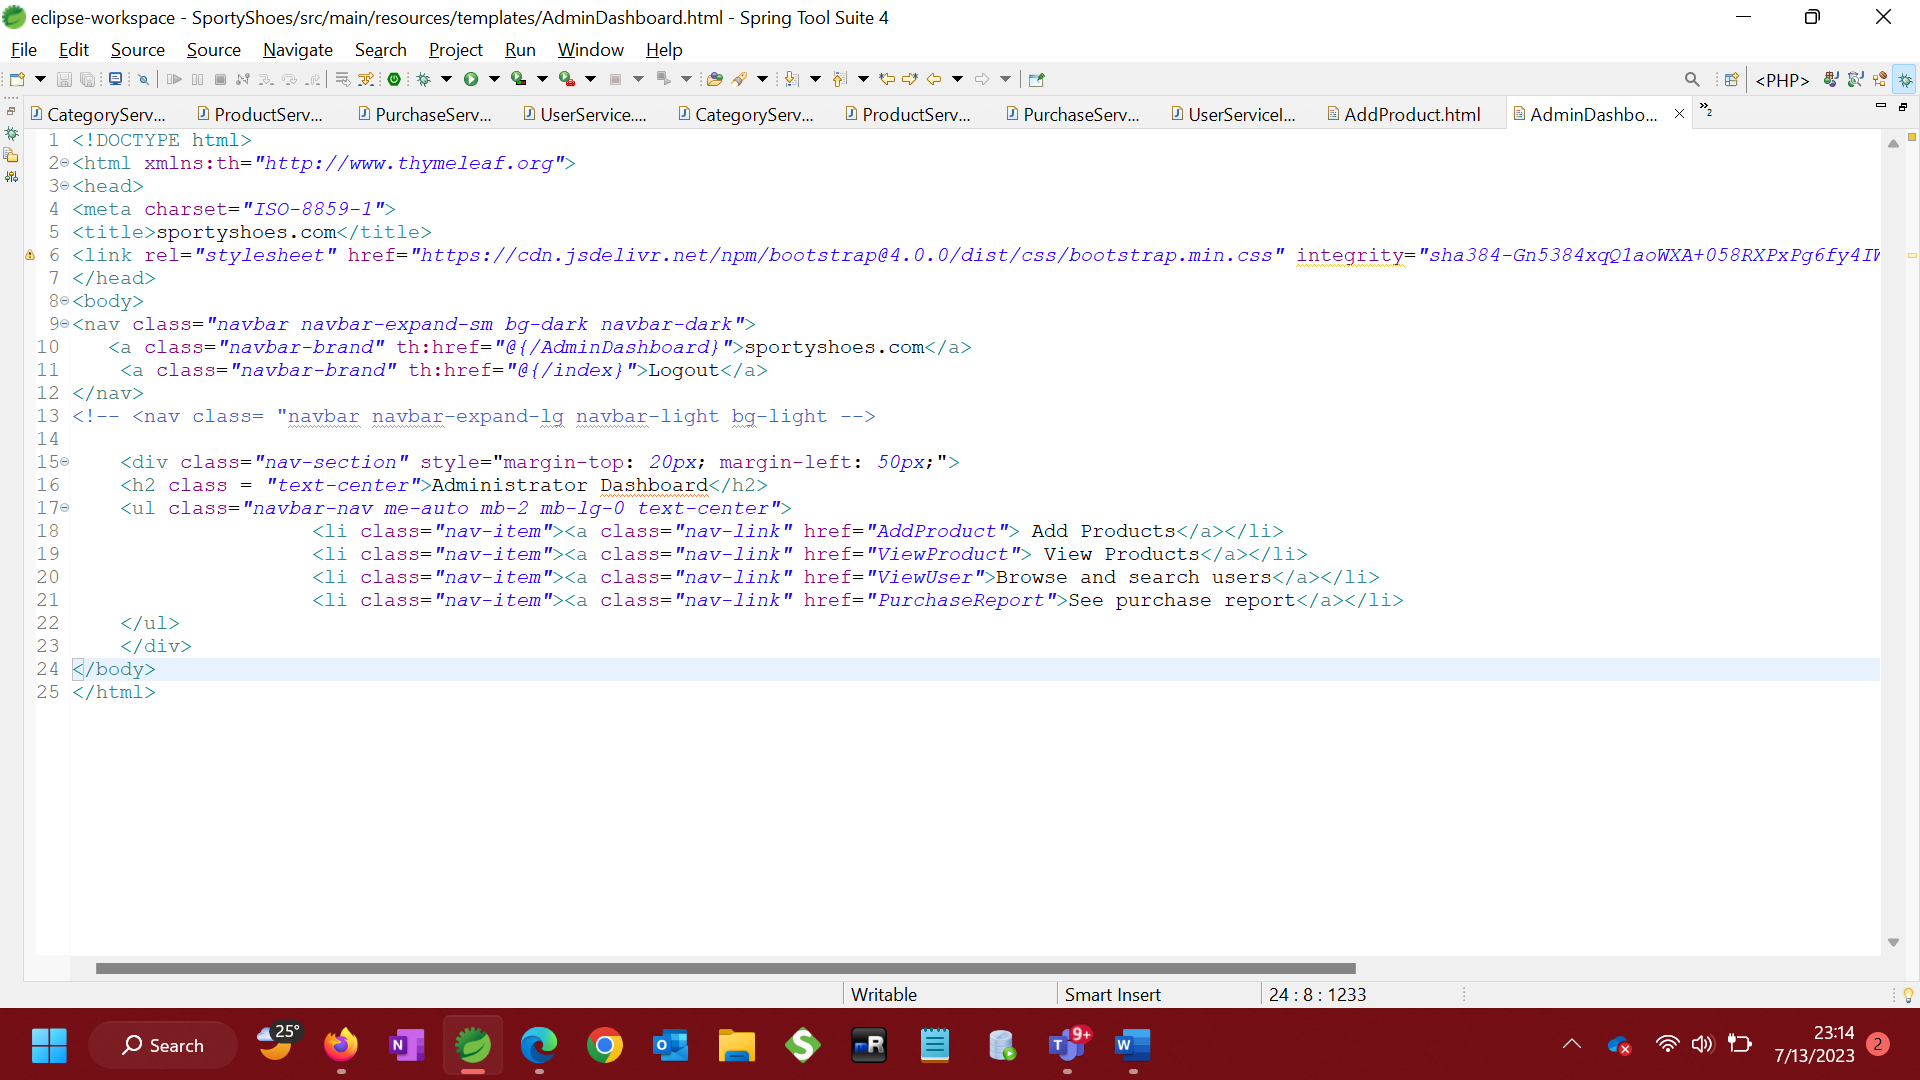 eclipse-workspace - SportyShoes/src/main/resources/templates/AdminDashboard.html - Spring Tool Suite 4
File Edit Source Source Navigate Search Project Run Window Help
<PHP>
CategoryServ... ProductServ... PurchaseServ... UserService.... CategoryServ... ProductServ... PurchaseServ... UserServiceI... AddProduct.html AdminDashbo... »2
1 <!DOCTYPE html>
2 <html xmlns:th="http://www.thymeleaf.org">
3 <head>
4 <meta charset="ISO-8859-1">
5 <title>sportyshoes.com</title>
6 <link rel="stylesheet" href="https://cdn.jsdelivr.net/npm/bootstrap@4.0.0/dist/css/bootstrap.min.css" integrity="sha384-Gn5384xqQ1aoWXA+058RXPxPg6fy4IW
7 </head>
8 <body>
9 <nav class="navbar navbar-expand-sm bg-dark navbar-dark">
10 <a class="navbar-brand" th:href="@{/AdminDashboard}">sportyshoes.com</a>
11 <a class="navbar-brand" th:href="@{/index}">Logout</a>
12 </nav>
13 <!-- <nav class= "navbar navbar-expand-lg navbar-light bg-light -->
14
15 <div class="nav-section" style="margin-top: 20px; margin-left: 50px;">
16 <h2 class = "text-center">Administrator Dashboard</h2>
17 <ul class="navbar-nav me-auto mb-2 mb-lg-0 text-center">
18 <li class="nav-item"><a class="nav-link" href="AddProduct"> Add Products</a></li>
19 <li class="nav-item"><a class="nav-link" href="ViewProduct"> View Products</a></li>
20 <li class="nav-item"><a class="nav-link" href="ViewUser">Browse and search users</a></li>
21 <li class="nav-item"><a class="nav-link" href="PurchaseReport">See purchase report</a></li>
22 </ul>
23 </div>
24 </body>
25 </html>
Writable Smart Insert 24 : 8 : 1233
Search 25° 9+ 23:14 2
7/13/2023